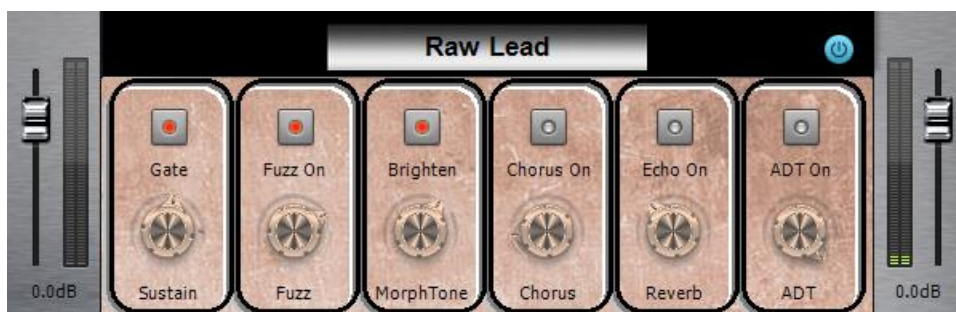 Raw Lead
Gate
Fuzz On
Brighten
Chorus On
Echo On
ADT On
0.0dB
Sustain
Fuzz
MorphTone
Chorus
Reverb
ADT
0.0dB